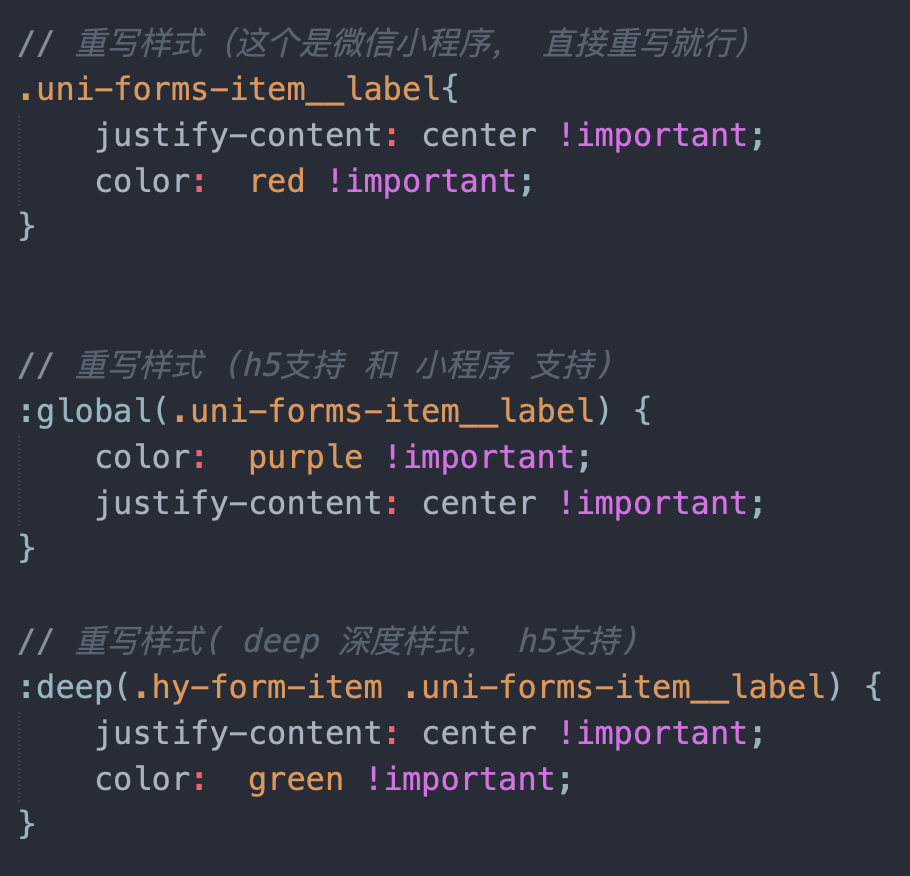 // 重写样式（这个是微信小程序， 直接重写就行）
.uni-forms-item__label{
    justify-content: center !important;
    color:  red !important;
}
// 重写样式（h5支持 和 小程序 支持）
:global(.uni-forms-item__label) {
    color:  purple !important;
    justify-content: center !important;
}
// 重写样式( deep 深度样式， h5支持）
:deep(.hy-form-item .uni-forms-item__label) {
    justify-content: center !important;
    color:  green !important;
}